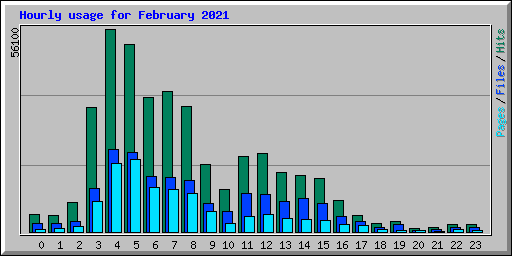 Hourly usage for February 2021
56100
Pages / Files / Hits
0 1 2 3 4 5 6 7 8 9 10 11 12 13 14 15 16 17 18 19 20 21 22 23